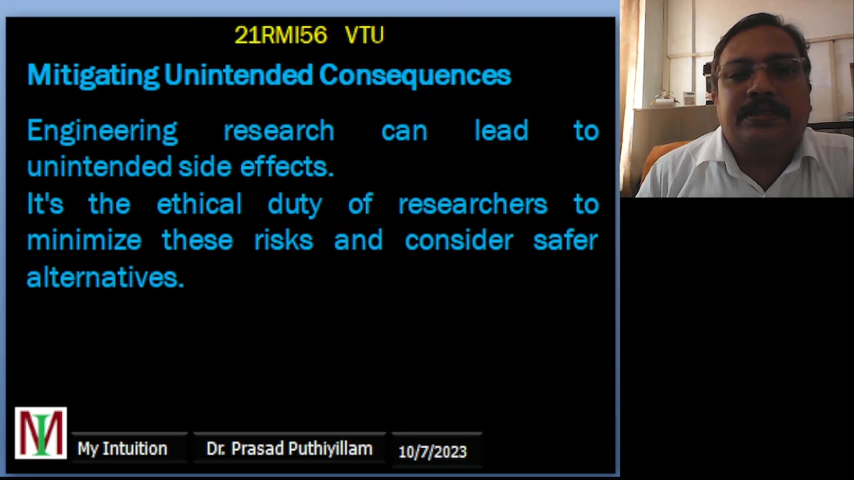 21RMI56 VTU
Mitigating Unintended Consequences
Engineering research can lead to
unintended side effects.
It's the ethical duty of researchers to
minimize these risks and consider safer
alternatives.
MI
My Intuition
Dr. Prasad Puthiyillam
10/7/2023